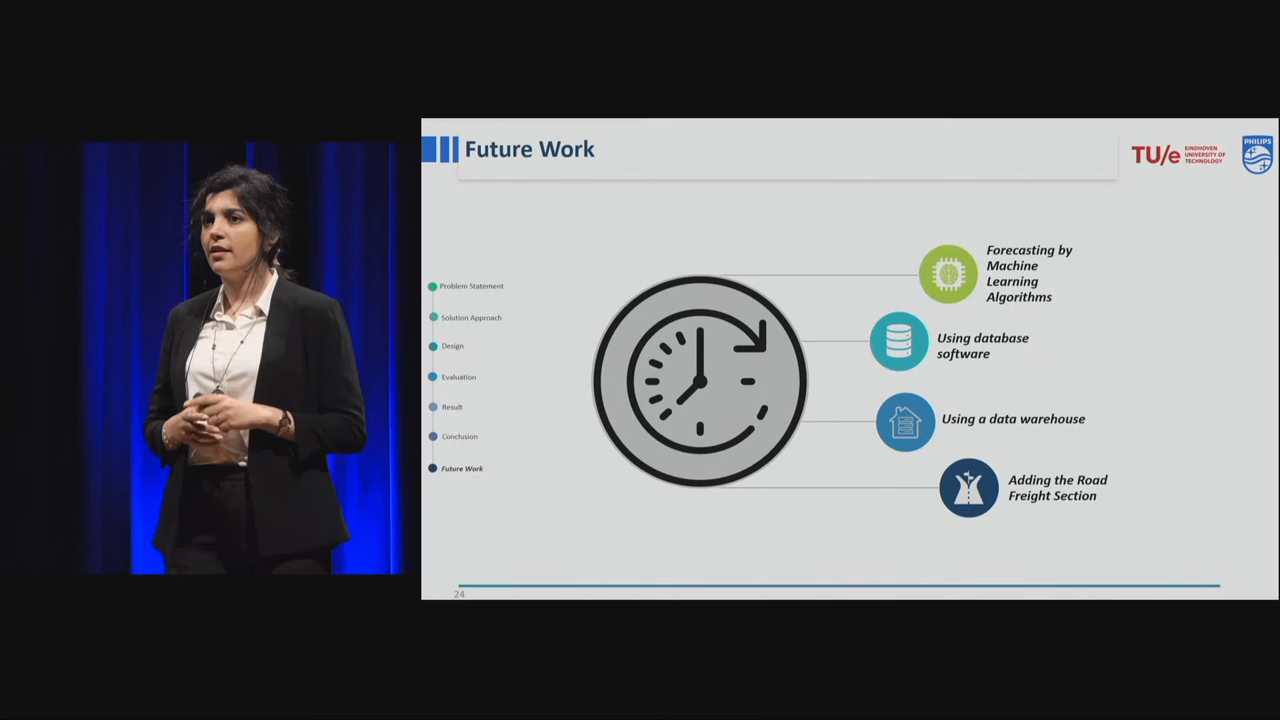 Future Work
TU/e EINDHOVEN
UNIVERSITY OF
TECHNOLOGY
PHILIPS
Problem Statement
Solution Approach
Design
Evaluation
Result
Conclusion
Future Work
Forecasting by
Machine
Learning
Algorithms
Using database
software
Using a data warehouse
Adding the Road
Freight Section
24